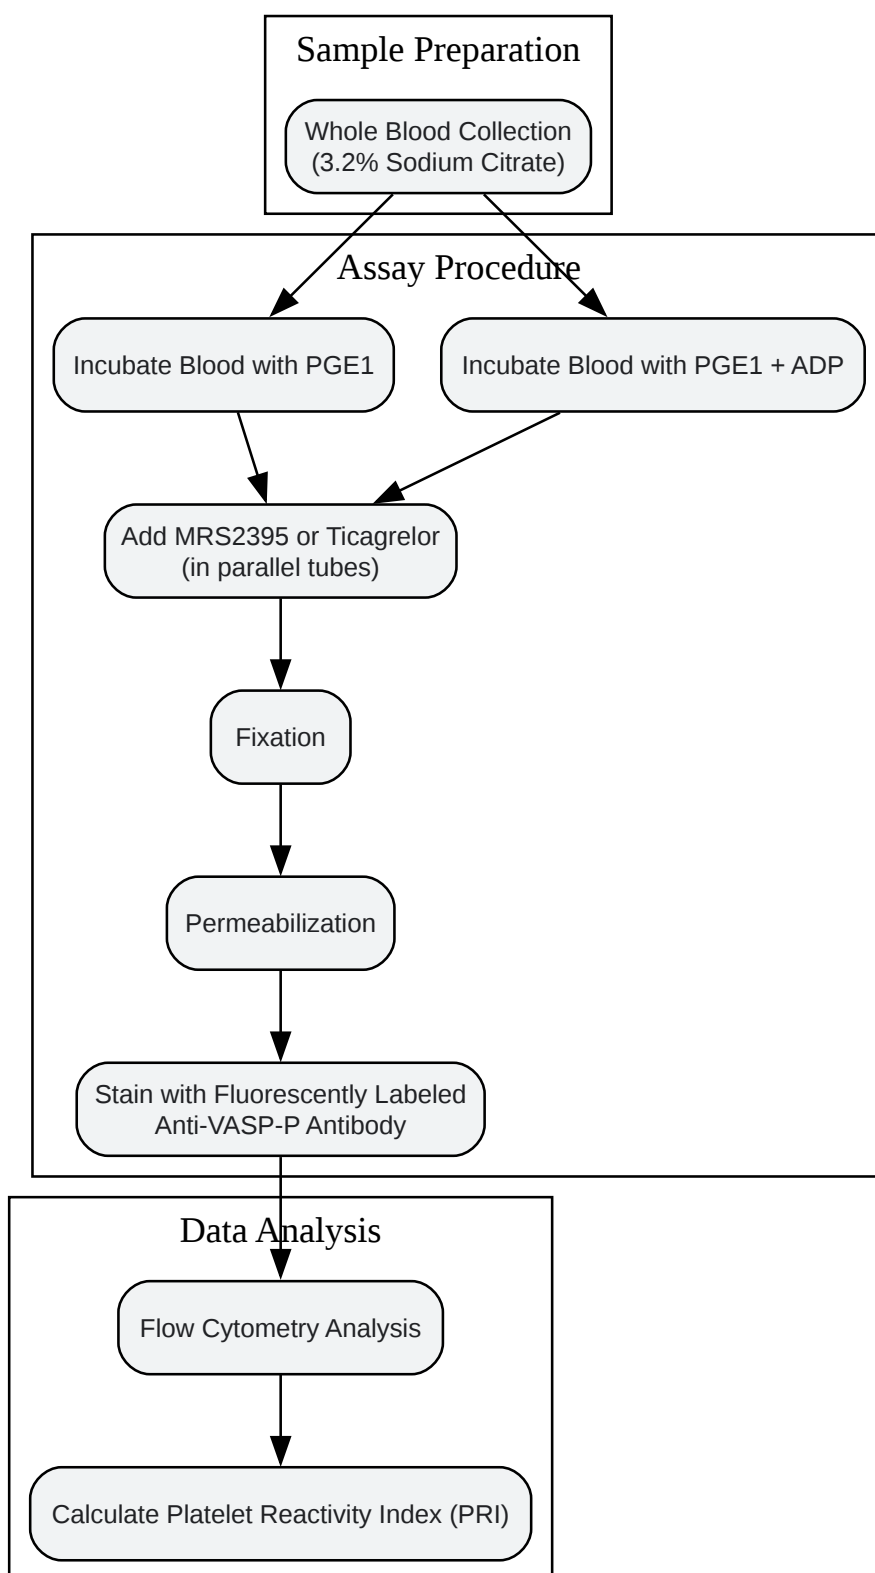 Sample Preparation
Whole Blood Collection
(3.2% Sodium Citrate)
Assay Procedure
Incubate Blood with PGE1
Incubate Blood with PGE1 + ADP
Add MRS2395 or Ticagrelor
(in parallel tubes)
Fixation
Permeabilization
Stain with Fluorescently Labeled
Anti-VASP-P Antibody
Data Analysis
Flow Cytometry Analysis
Calculate Platelet Reactivity Index (PRI)